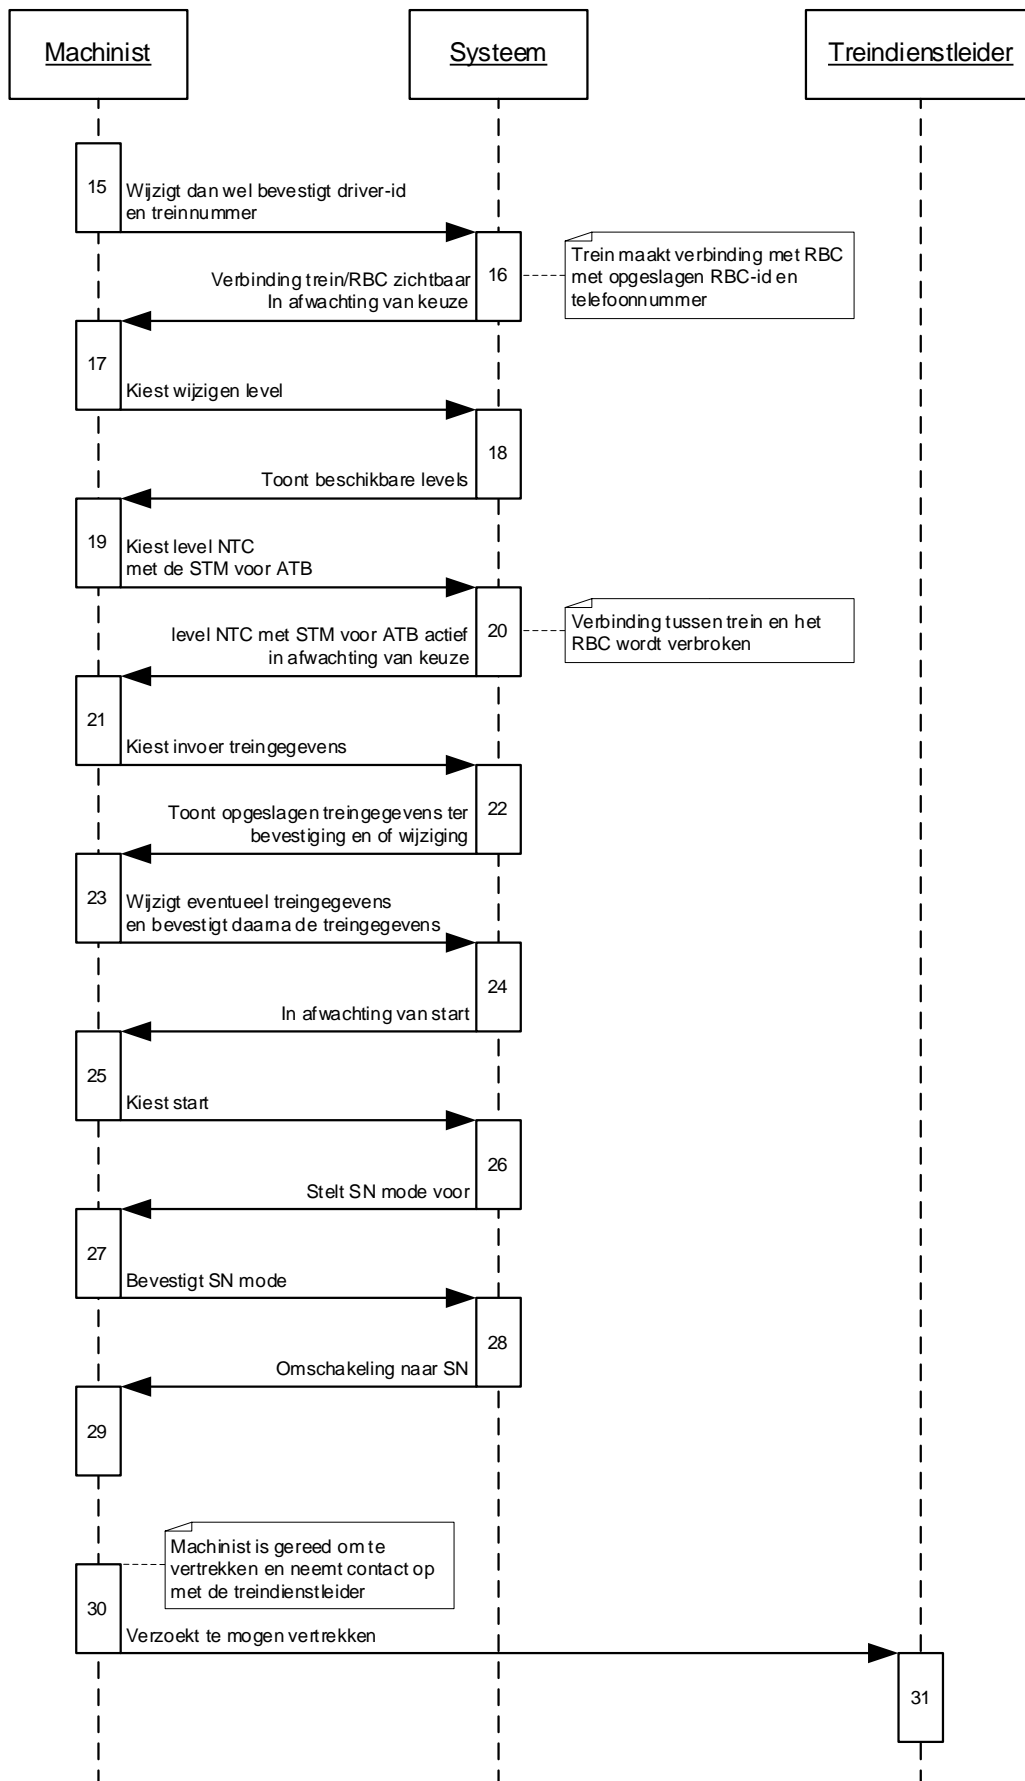 Machinist
Systeem
Treindienstleider
15
Wijzigt dan wel bevestigt driver-id
en treinnummer
16
Trein maakt verbinding met RBC
met opgeslagen RBC-id en
telefoonnummer
Verbinding trein/RBC zichtbaar
In afwachting van keuze
17
Kiest wijzigen level
18
Toont beschikbare levels
19
Kiest level NTC
met de STM voor ATB
20
Verbinding tussen trein en het
RBC wordt verbroken
level NTC met STM voor ATB actief
in afwachting van keuze
21
Kiest invoer treingegevens
22
Toont opgeslagen treingegevens ter
bevestiging en of wijziging
23
Wijzigt eventueel treingegevens
en bevestigt daarna de treingegevens
24
In afwachting van start
25
Kiest start
26
Stelt SN mode voor
27
Bevestigt SN mode
28
Omschakeling naar SN
29
Machinist is gereed om te
vertrekken en neemt contact op
met de treindienstleider
30
Verzoekt te mogen vertrekken
31